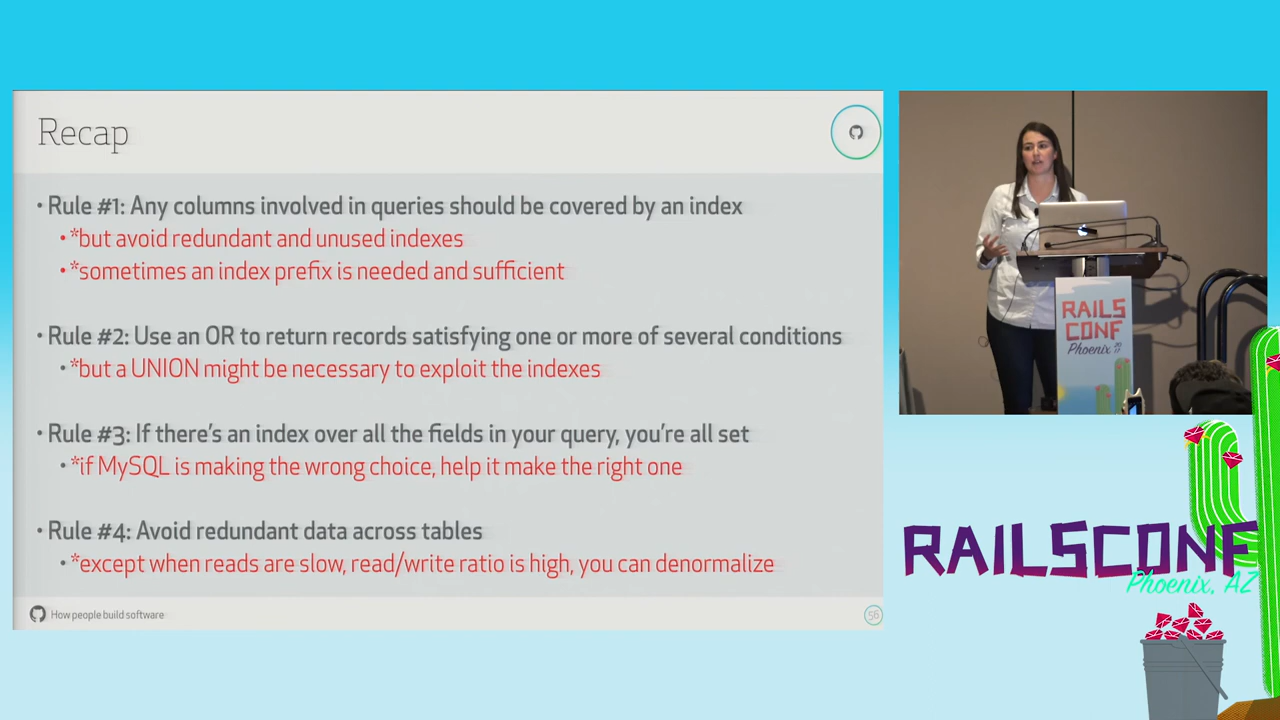 Recap
• Rule #1: Any columns involved in queries should be covered by an index
• *but avoid redundant and unused indexes
• *sometimes an index prefix is needed and sufficient
• Rule #2: Use an OR to return records satisfying one or more of several conditions
• *but a UNION might be necessary to exploit the indexes
• Rule #3: If there's an index over all the fields in your query, you're all set
• *if MySQL is making the wrong choice, help it make the right one
• Rule #4: Avoid redundant data across tables
• *except when reads are slow, read/write ratio is high, you can denormalize
How people build software
56
RAILS
CONF
Phoenix 20
17
RAILSCONF
Phoenix, AZ